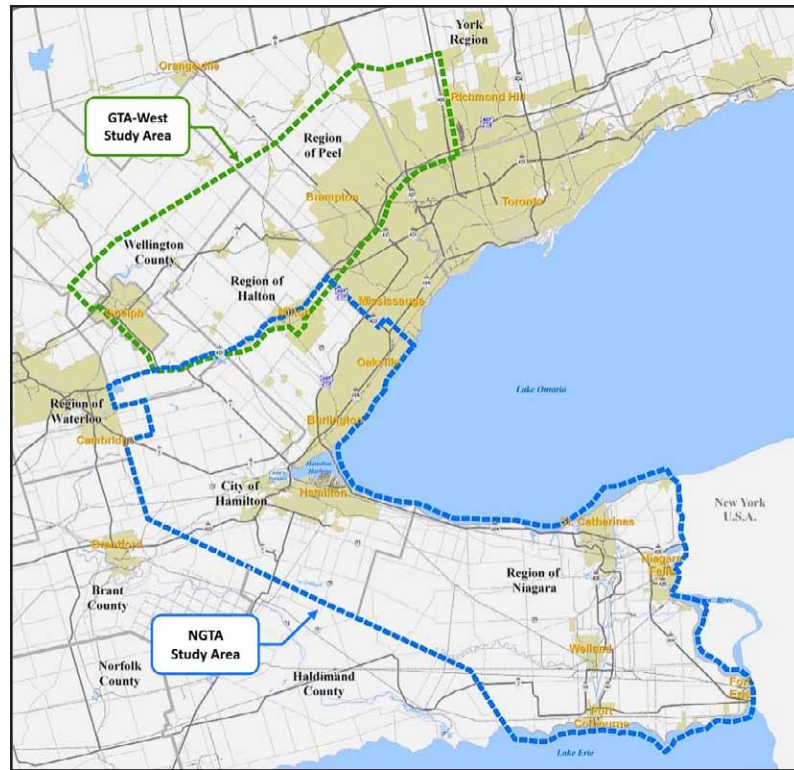 York
Region
Orangeville
Richmond Hill
GTA-West
Study Area
Region
of Peel
Brampton
Toronto
Wellington
County
Region of
Halton
Mississauga
Guelph
Milton
Oakville
Lake Ontario
Region of
Waterloo
Burlington
Cambridge
City of
Hamilton
Hamilton
Harbour
Hamilton
New York
U.S.A.
St. Catharines
Brantford
Niagara
Falls
Region of
Niagara
Brant
County
NGTA
Study Area
Welland
Norfolk
County
Haldimand
County
Fort
Erie
Port
Colborne
Lake Erie